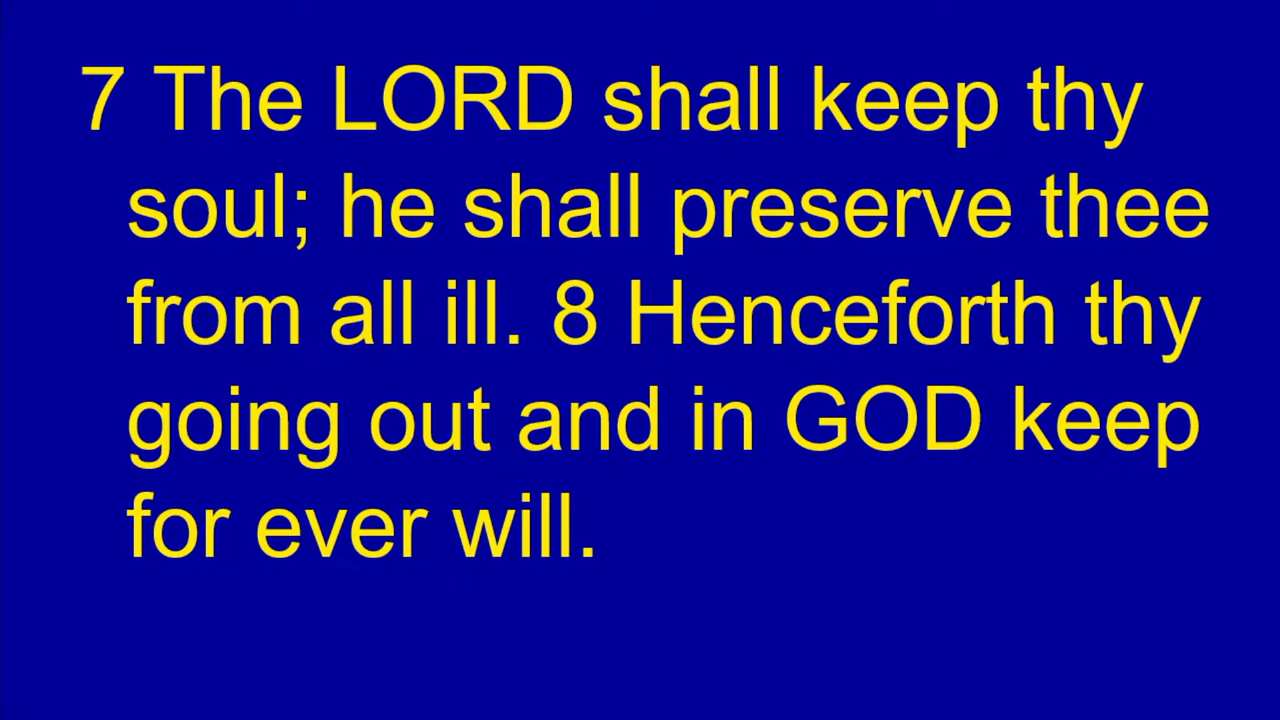 7 The LORD shall keep thy
soul; he shall preserve thee
from all ill. 8 Henceforth thy
going out and in GOD keep
for ever will.